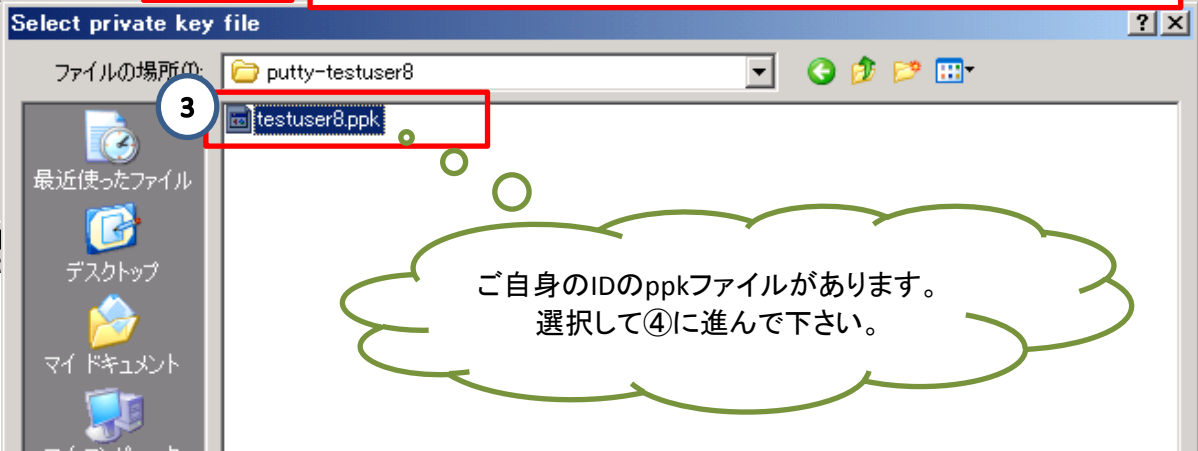 Select private key file
ファイルの場所(I):
putty-testuser8
3
testuser8.ppk
最近使ったファイル
デスクトップ
ご自身のIDのppkファイルがあります。
選択して④に進んで下さい。
マイ ドキュメント